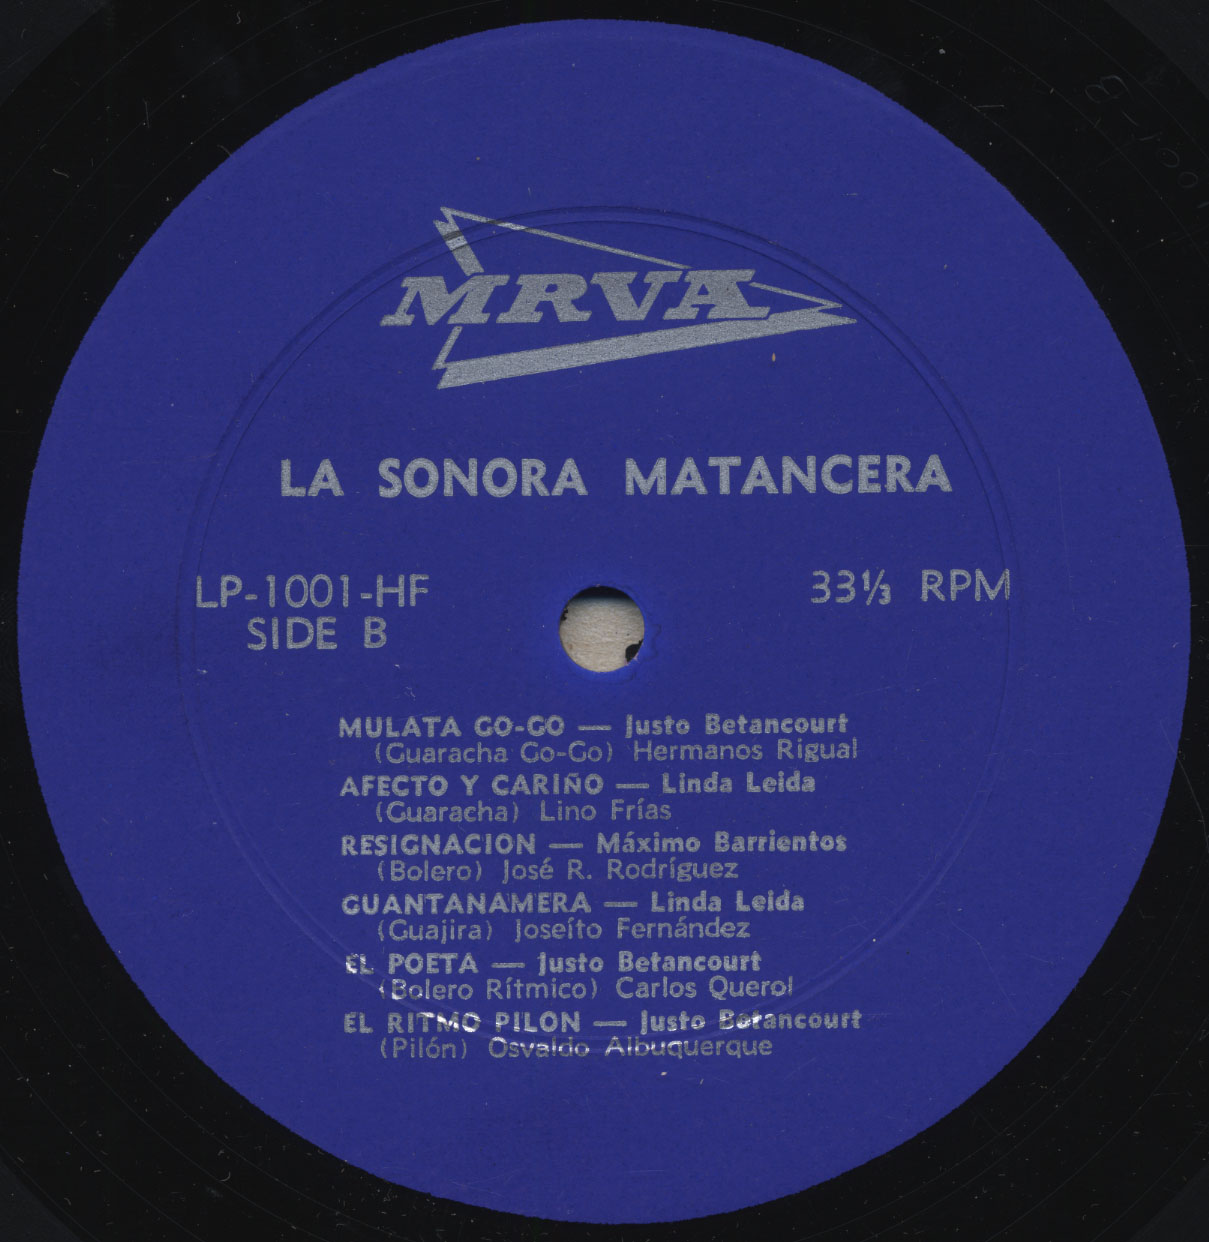 MRVA
LA SONORA MATANCERA
LP-1001-HF
SIDE B
33⅓ RPM
MULATA GO-GO — Justo Betancourt
(Guaracha Go-Go) Hermanos Rigual
AFECTO Y CARIÑO — Linda Leida
(Guaracha) Lino Frías
RESIGNACION — Máximo Barrientos
(Bolero) José R. Rodríguez
GUANTANAMERA — Linda Leida
(Guajira) Joseíto Fernández
EL POETA — Justo Betancourt
(Bolero Rítmico) Carlos Querol
EL RITMO PILON — Justo Betancourt
(Pilón) Osvaldo Albuquerque